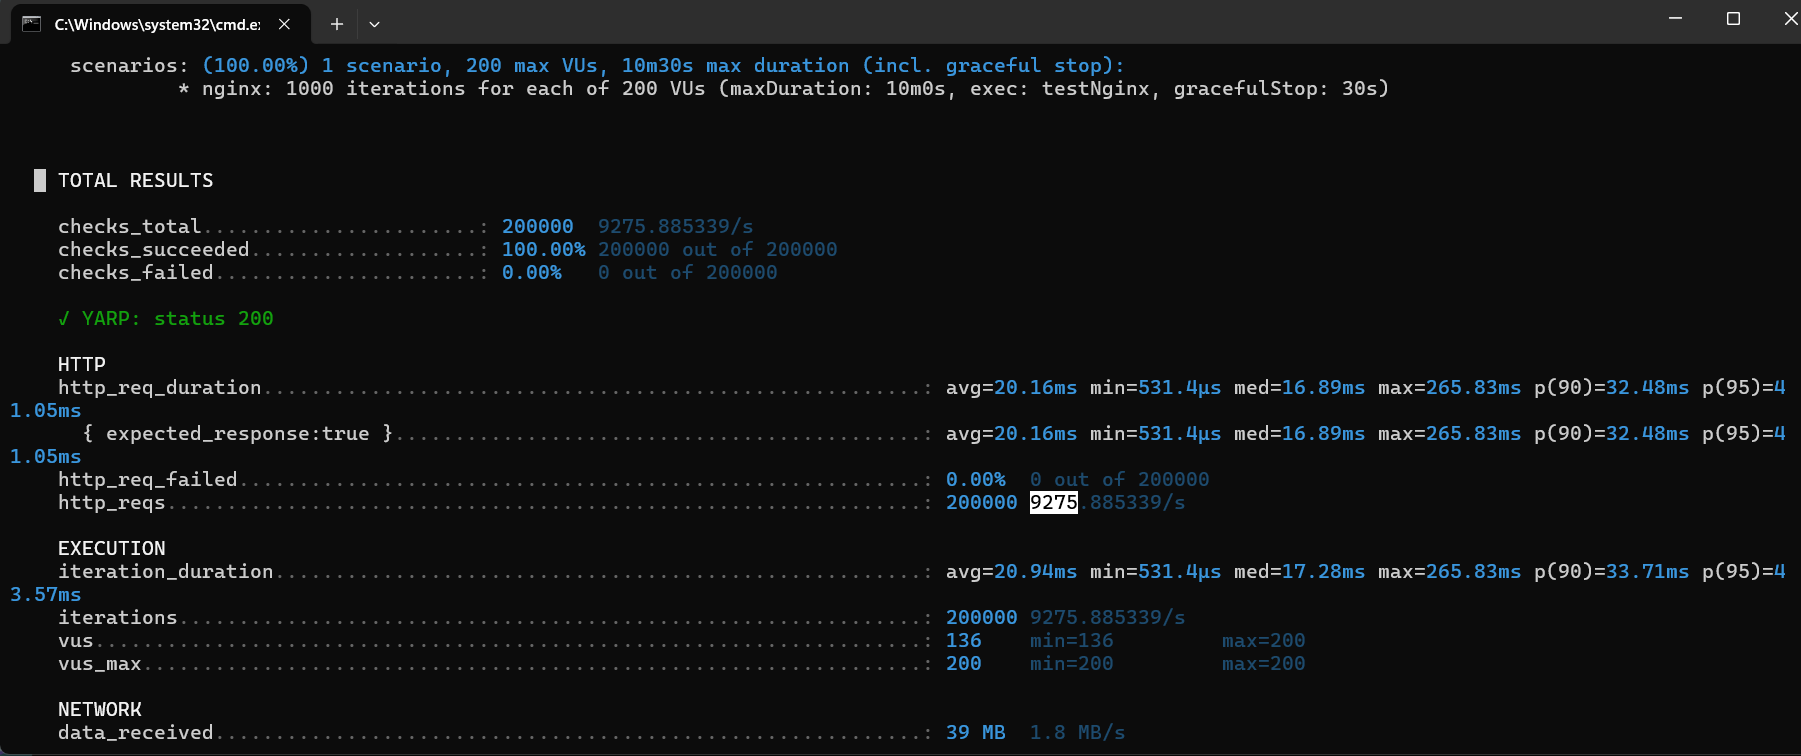 C:\Windows\system32\cmd.e
scenarios: (100.00%) 1 scenario, 200 max VUs, 10m30s max duration (incl. graceful stop):
* nginx: 1000 iterations for each of 200 VUs (maxDuration: 10m0s, exec: testNginx, gracefulStop: 30s)
TOTAL RESULTS
checks_total.......................: 200000 9275.885339/s
checks_succeeded...................: 100.00% 200000 out of 200000
checks_failed......................: 0.00% 0 out of 200000
✓ YARP: status 200
HTTP
http_req_duration.......................................................: avg=20.16ms min=531.4µs med=16.89ms max=265.83ms p(90)=32.48ms p(95)=4
1.05ms
{ expected_response:true }............................................: avg=20.16ms min=531.4µs med=16.89ms max=265.83ms p(90)=32.48ms p(95)=4
1.05ms
http_req_failed.........................................................: 0.00% 0 out of 200000
http_reqs...............................................................: 200000 9275.885339/s
EXECUTION
iteration_duration......................................................: avg=20.94ms min=531.4µs med=17.28ms max=265.83ms p(90)=33.71ms p(95)=4
3.57ms
iterations..............................................................: 200000 9275.885339/s
vus.....................................................................: 136 min=136 max=200
vus_max.................................................................: 200 min=200 max=200
NETWORK
data_received...........................................................: 39 MB 1.8 MB/s